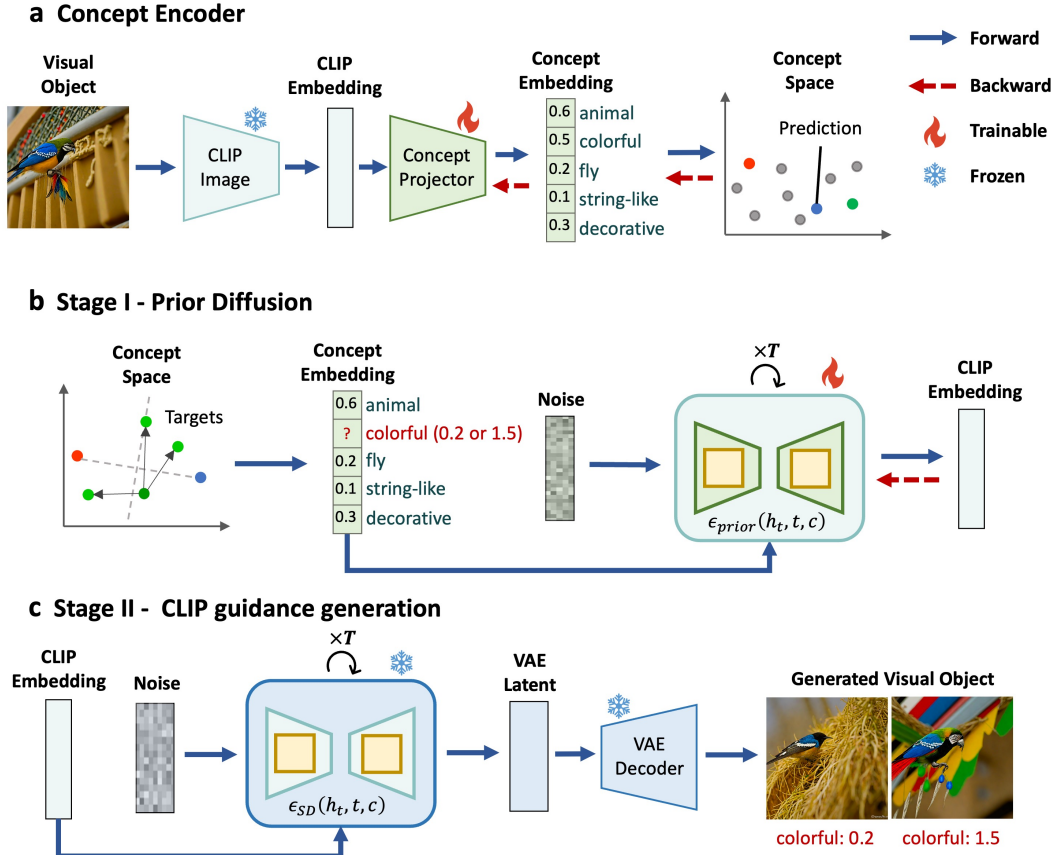 a Concept Encoder
Visual
Object
CLIP
Image
CLIP
Embedding
Concept
Projector
Concept
Embedding
0.6 animal
0.5 colorful
0.2 fly
0.1 string-like
0.3 decorative
Concept
Space
Prediction
Forward
Backward
Trainable
Frozen
b Stage I - Prior Diffusion
Concept
Space
Targets
Concept
Embedding
0.6 animal
? colorful (0.2 or 1.5)
0.2 fly
0.1 string-like
0.3 decorative
Noise
×T
ϵ_prior(h_t, t, c)
CLIP
Embedding
c Stage II - CLIP guidance generation
CLIP
Embedding
Noise
×T
ϵ_SD(h_t, t, c)
VAE
Latent
VAE
Decoder
Generated Visual Object
colorful: 0.2
colorful: 1.5